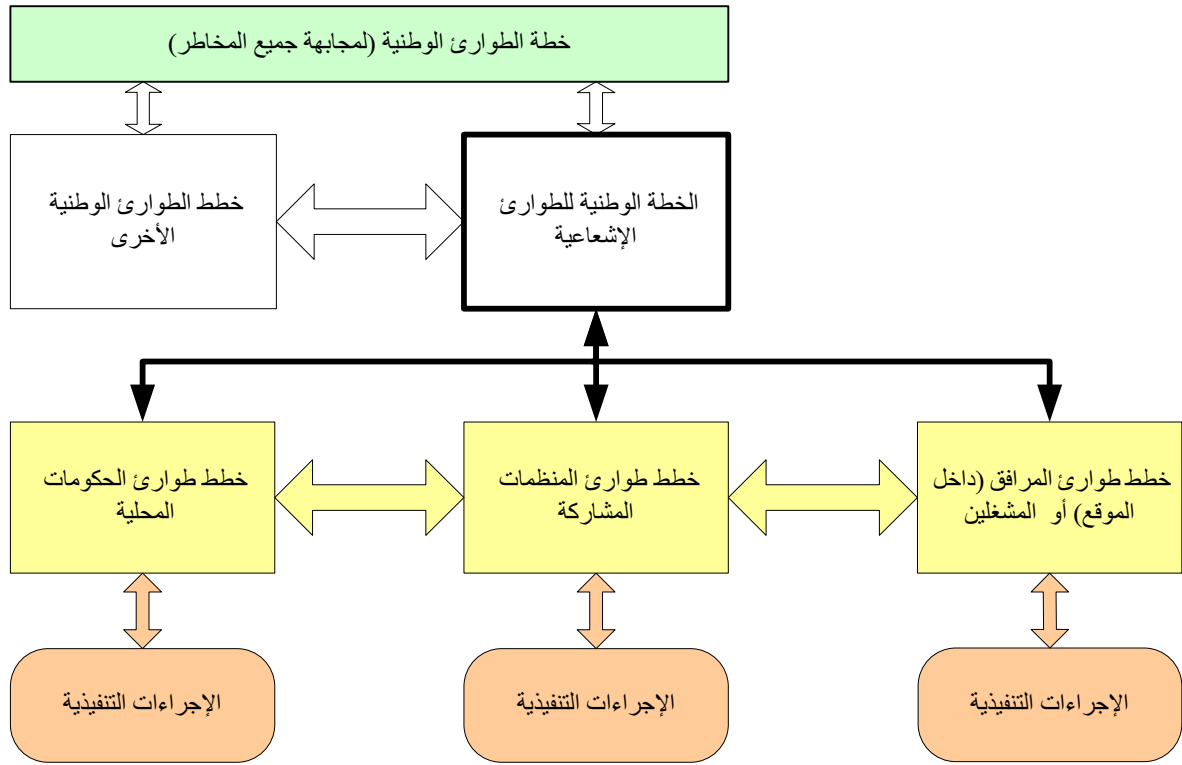 خطة الطوارئ الوطنية (لمجابهة جميع المخاطر)
الخطة الوطنية للطوارئ
الإشعاعية
خطط الطوارئ الوطنية
الأخرى
خطط طوارئ المرافق (داخل
الموقع) أو المشغلين
خطط طوارئ المنظمات
المشاركة
خطط طوارئ الحكومات
المحلية
الإجراءات التنفيذية
الإجراءات التنفيذية
الإجراءات التنفيذية